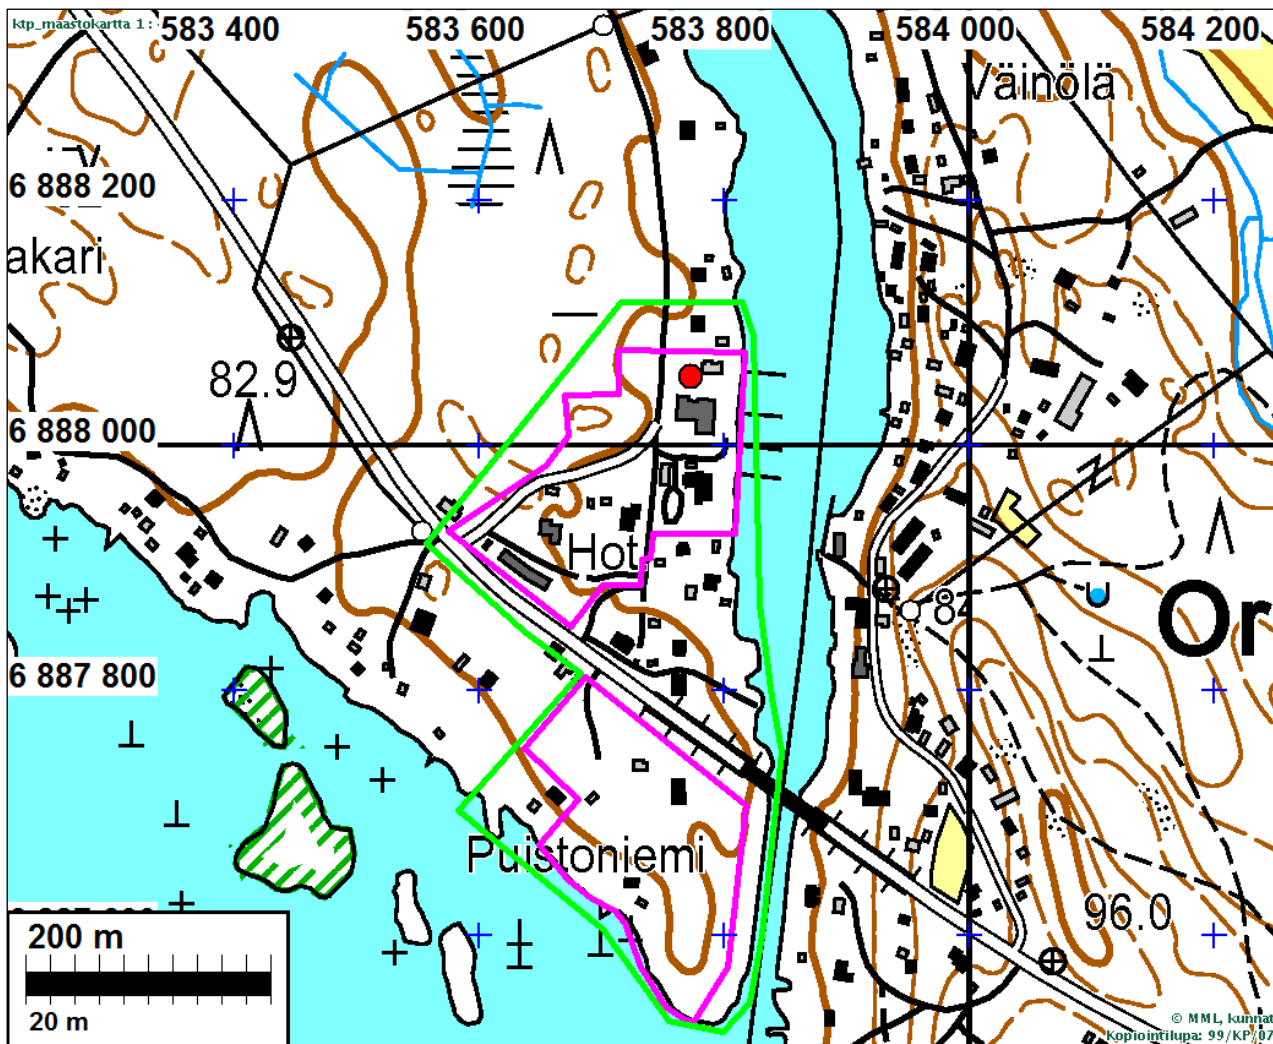 ktp_maastokartta 1 :
583 400
583 600
583 800
584 000
584 200
Väinölä
6 888 200
akari
82.9
6 888 000
Hot
Z
84
Or
6 887 800
Puistoniemi
96.0
200 m
20 m
© MML, kunnat
Kopiointilupa: 99/KP/07